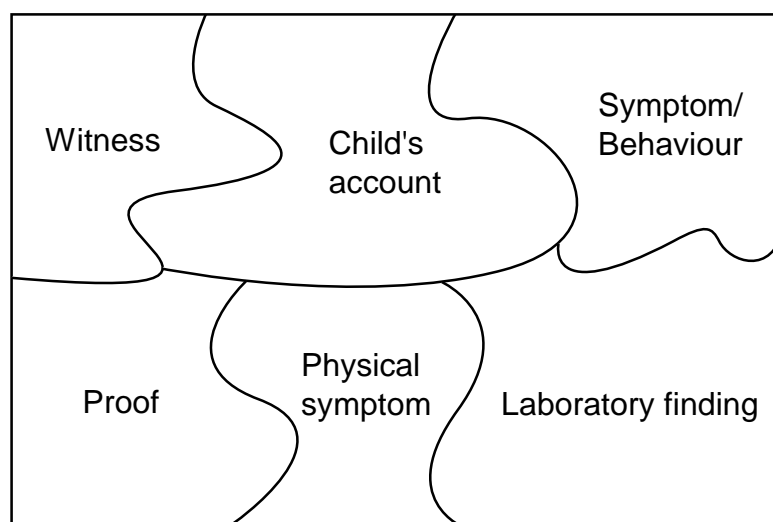 Witness
Child's
account
Symptom/
Behaviour
Proof
Physical
symptom
Laboratory finding